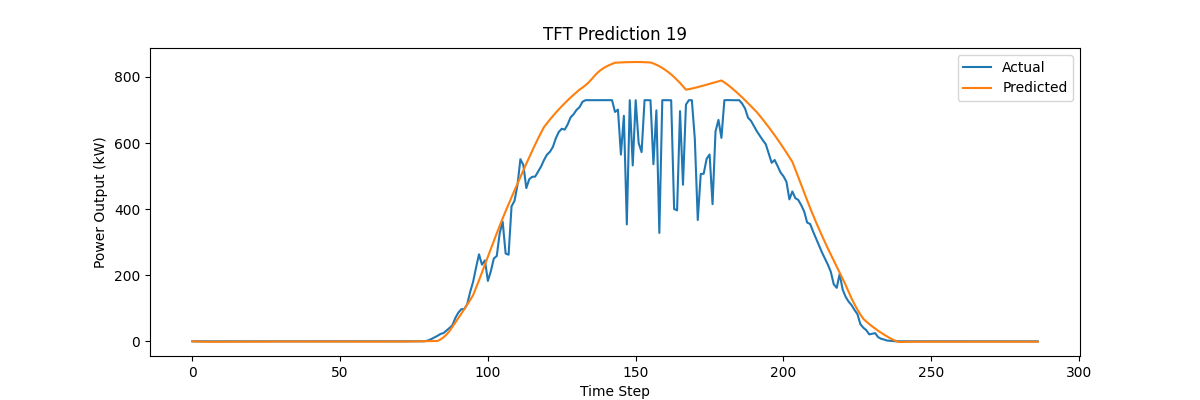 TFT Prediction 19
Actual
Predicted
Power Output (kW)
800
600
400
200
0
0 50 100 150 200 250 300
Time Step